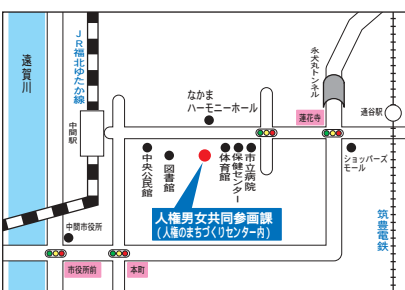 遠賀川
JR福北ゆたか線
中間駅
なかま
ハーモニーホール
永犬丸トンネル
蓮花寺
通谷駅
中央公民館
図書館
体育館
保健センター
市立病院
ショッパーズ
モール
人権男女共同参画課
(人権のまちづくりセンター内)
筑豊電鉄
中間市役所
市役所前
本町